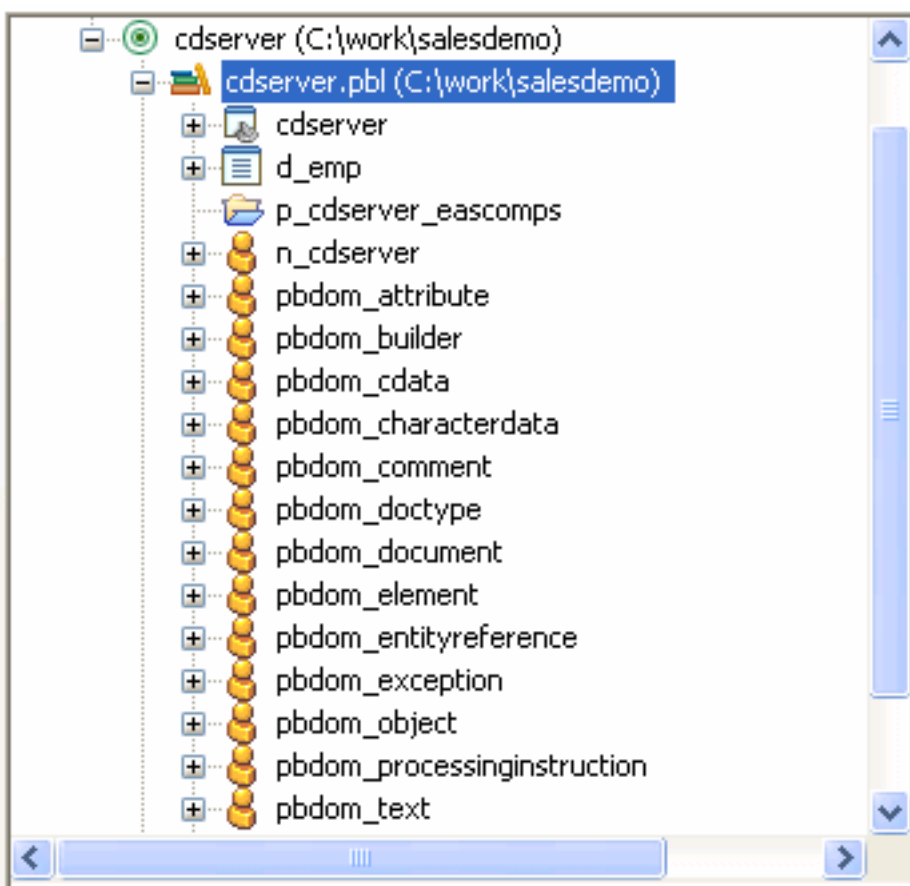 cdserver (C:\work\salesdemo)
cdserver.pbl (C:\work\salesdemo)
cdserver
d_emp
p_cdserver_eascomps
n_cdserver
pbdom_attribute
pbdom_builder
pbdom_cdata
pbdom_characterdata
pbdom_comment
pbdom_doctype
pbdom_document
pbdom_element
pbdom_entityreference
pbdom_exception
pbdom_object
pbdom_processinginstruction
pbdom_text